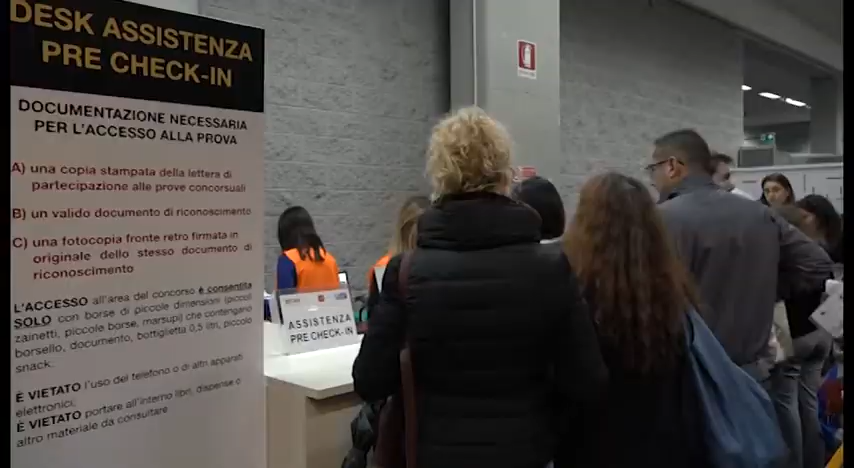 DESK ASSISTENZA
PRE CHECK-IN
DOCUMENTAZIONE NECESSARIA
PER L'ACCESSO ALLA PROVA
A) una copia stampata della lettera di
partecipazione alle prove concorsuali
B) un valido documento di riconoscimento
C) una fotocopia fronte retro firmata in
originale dello stesso documento di
riconoscimento
L'ACCESSO all'area del concorso è consentita
SOLO con borse di piccole dimensioni (piccoli
zainetti, piccole borse, marsupi) che contengano:
borsello, documento, bottiglietta 0,5 litri, piccolo
snack.
È VIETATO l'uso del telefono o di altri apparati
elettronici.
È VIETATO portare all'interno libri, dispense o
altro materiale da consultare
ASSISTENZA
PRE CHECK-IN